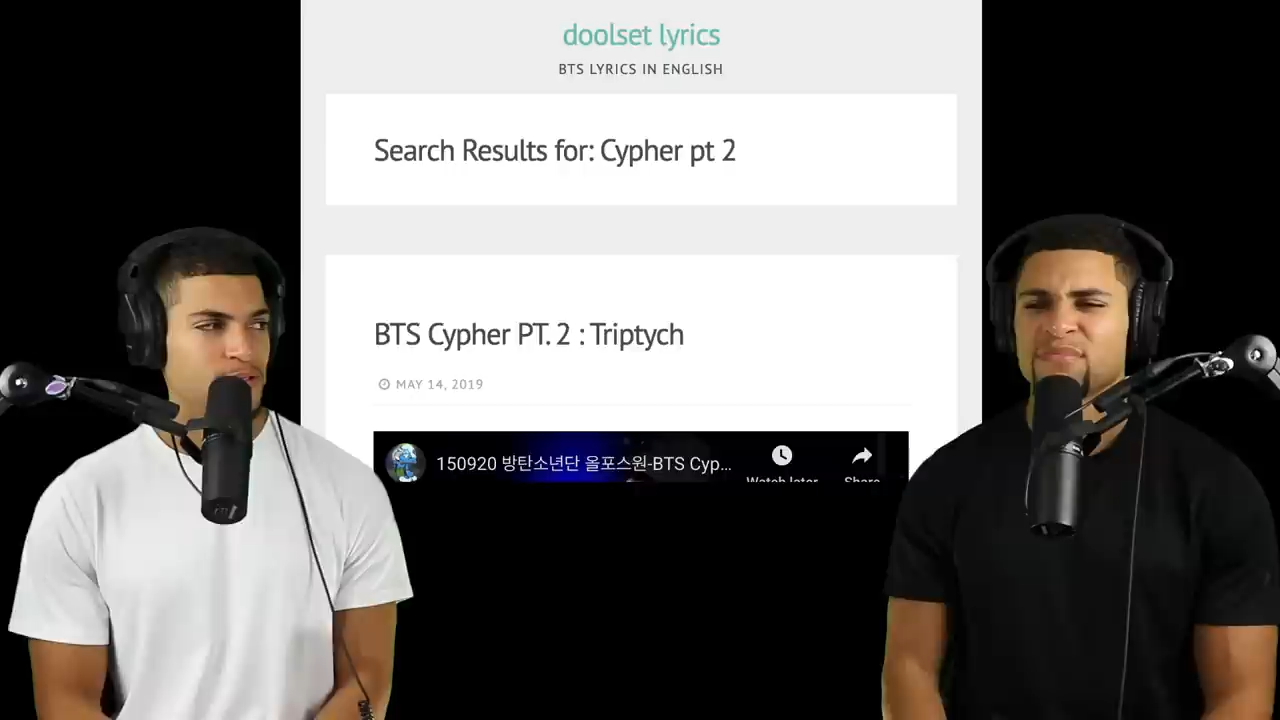 doolset lyrics
BTS LYRICS IN ENGLISH
Search Results for: Cypher pt 2
BTS Cypher PT. 2 : Triptych
MAY 14, 2019
150920 방탄소년단 올포스원-BTS Cyp...
Watch later
Share